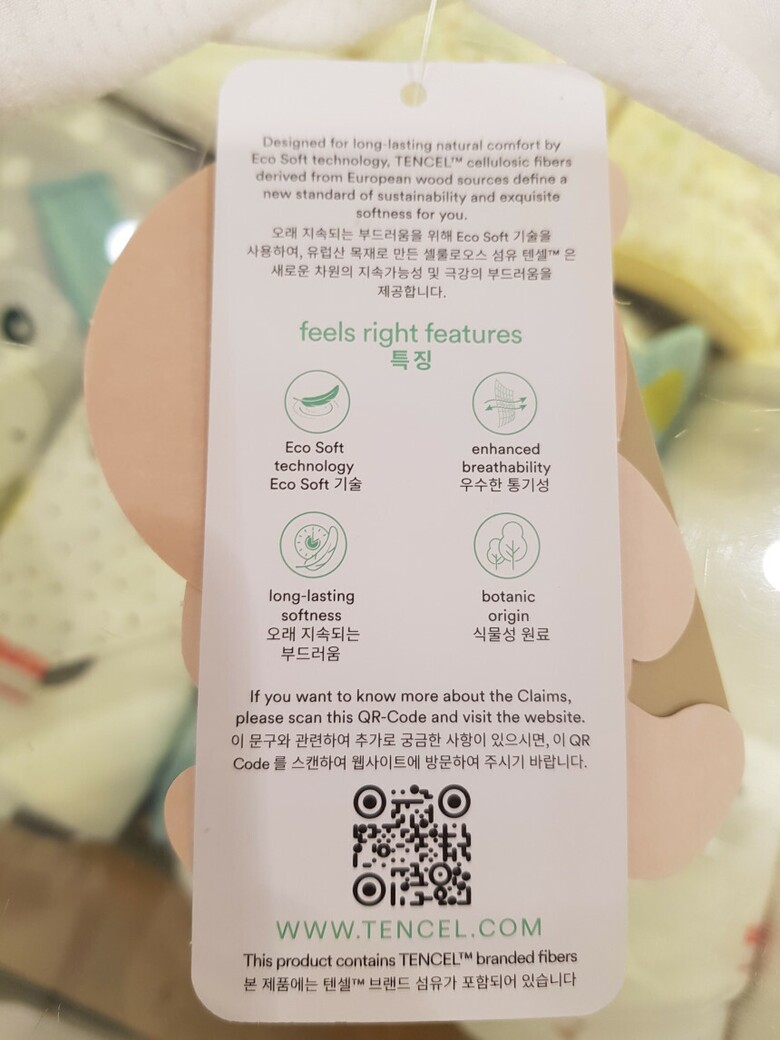 Designed for long-lasting natural comfort by
Eco Soft technology, TENCEL™ cellulosic fibers
derived from European wood sources define a
new standard of sustainability and exquisite
softness for you.
오래 지속되는 부드러움을 위해 Eco Soft 기술을
사용하여, 유럽산 목재로 만든 셀룰로오스 섬유 텐셀™ 은
새로운 차원의 지속가능성 및 극강의 부드러움을
제공합니다.
feels right features
특징
Eco Soft
technology
Eco Soft 기술
enhanced
breathability
우수한 통기성
long-lasting
softness
오래 지속되는
부드러움
botanic
origin
식물성 원료
If you want to know more about the Claims,
please scan this QR-Code and visit the website.
이 문구와 관련하여 추가로 궁금한 사항이 있으시면, 이 QR
Code 를 스캔하여 웹사이트에 방문하여 주시기 바랍니다.
WWW.TENCEL.COM
This product contains TENCEL™ branded fibers
본 제품에는 텐셀™ 브랜드 섬유가 포함되어 있습니다